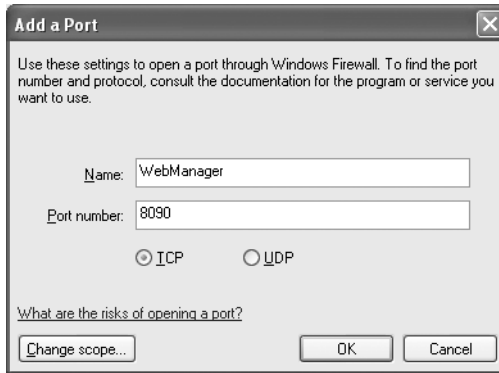 Add a Port
Use these settings to open a port through Windows Firewall. To find the port
number and protocol, consult the documentation for the program or service you
want to use.
Name: WebManager
Port number: 8090
TCP UDP
What are the risks of opening a port?
Change scope... OK Cancel